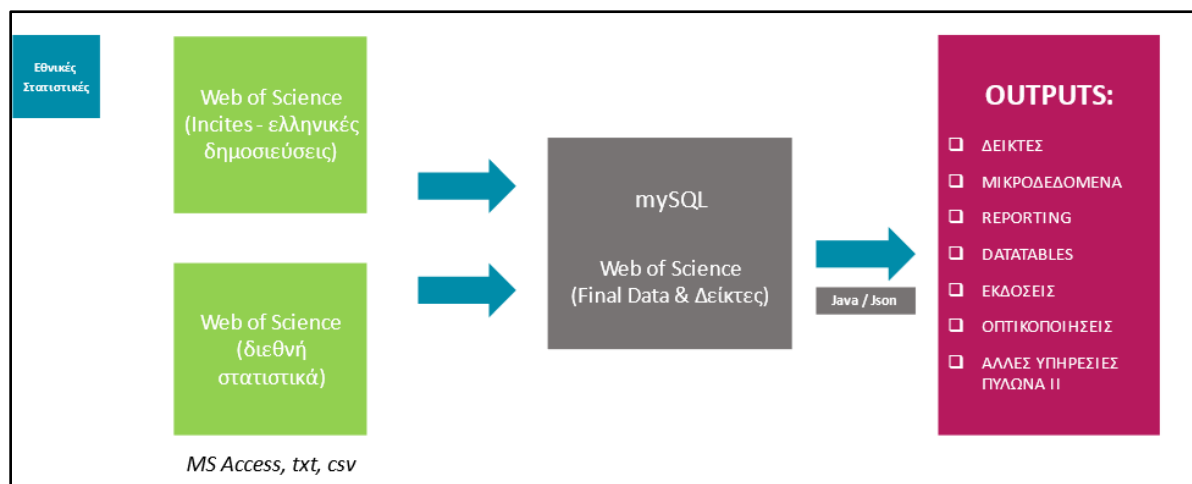 Εθνικές
Στατιστικές
Web of Science
(Incites - ελληνικές
δημοσιεύσεις)
Web of Science
(διεθνή
στατιστικά)
MS Access, txt, csv
mySQL
Web of Science
(Final Data & Δείκτες)
Java / Json
OUTPUTS:
ΔΕΙΚΤΕΣ
ΜΙΚΡΟΔΕΔΟΜΕΝΑ
REPORTING
DATATABLES
ΕΚΔΟΣΕΙΣ
ΟΠΤΙΚΟΠΟΙΗΣΕΙΣ
ΑΛΛΕΣ ΥΠΗΡΕΣΙΕΣ
ΠΥΛΩΝΑ ΙΙ